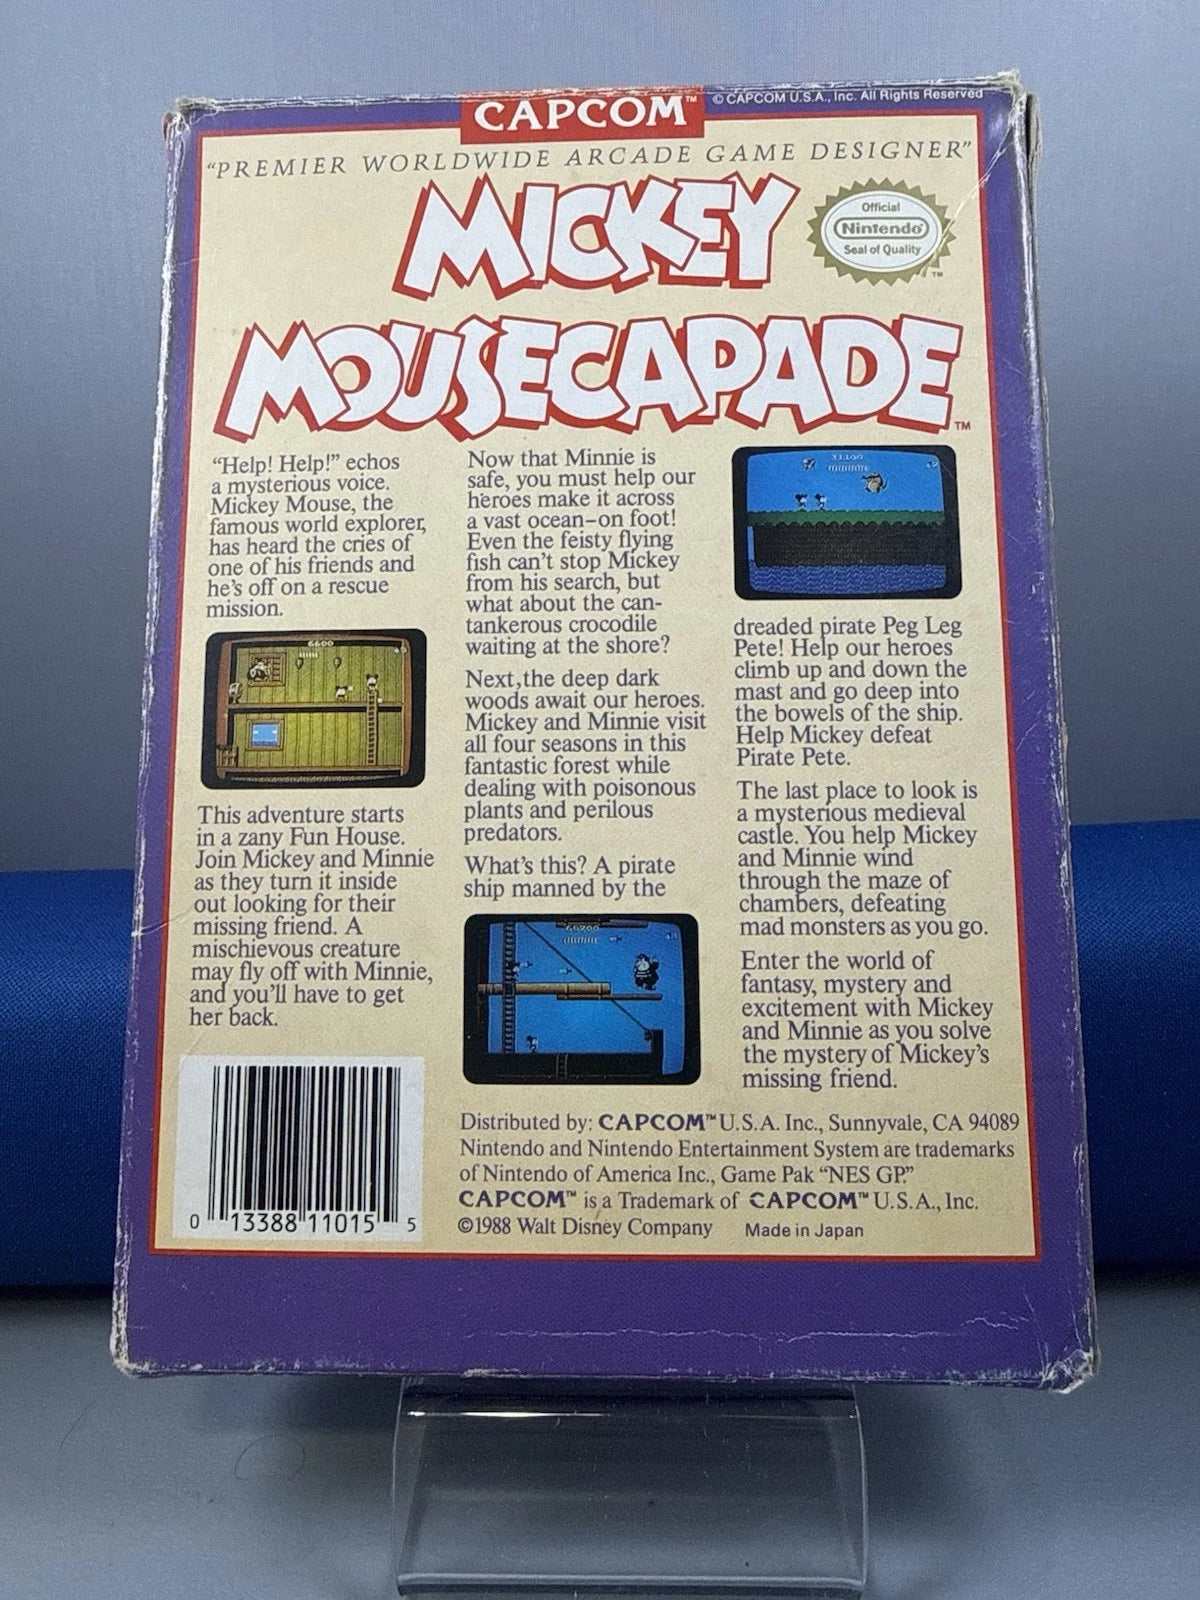 CAPCOM™
© CAPCOM U.S.A., Inc. All Rights Reserved
"PREMIER WORLDWIDE ARCADE GAME DESIGNER"
MICKEY
MOUSECAPADE™
Official
Nintendo®
Seal of Quality
TM
"Help! Help!" echos
a mysterious voice.
Mickey Mouse, the
famous world explorer,
has heard the cries of
one of his friends and
he's off on a rescue
mission.
6600
This adventure starts
in a zany Fun House.
Join Mickey and Minnie
as they turn it inside
out looking for their
missing friend. A
mischievous creature
may fly off with Minnie,
and you'll have to get
her back.
Now that Minnie is
safe, you must help our
heroes make it across
a vast ocean–on foot!
Even the feisty flying
fish can't stop Mickey
from his search, but
what about the can-
tankerous crocodile
waiting at the shore?
Next, the deep dark
woods await our heroes.
Mickey and Minnie visit
all four seasons in this
fantastic forest while
dealing with poisonous
plants and perilous
predators.
What's this? A pirate
ship manned by the
dreaded pirate Peg Leg
Pete! Help our heroes
climb up and down the
mast and go deep into
the bowels of the ship.
Help Mickey defeat
Pirate Pete.
The last place to look is
a mysterious medieval
castle. You help Mickey
and Minnie wind
through the maze of
chambers, defeating
mad monsters as you go.
Enter the world of
fantasy, mystery and
excitement with Mickey
and Minnie as you solve
the mystery of Mickey's
missing friend.
0 13388 11015 5
Distributed by: CAPCOM™ U.S.A. Inc., Sunnyvale, CA 94089
Nintendo and Nintendo Entertainment System are trademarks
of Nintendo of America Inc., Game Pak "NES GP."
CAPCOM™ is a Trademark of CAPCOM™ U.S.A., Inc.
©1988 Walt Disney Company Made in Japan